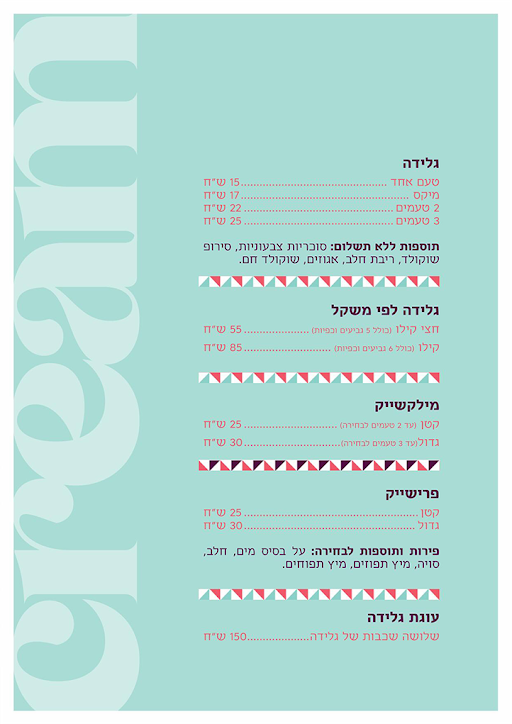 cream
גלידה
טעם אחד ............................................... 15 ש"ח
מיקס ....................................................... 17 ש"ח
2 טעמים ................................................. 22 ש"ח
3 טעמים ................................................. 25 ש"ח
תוספות ללא תשלום: סוכריות צבעוניות, סירופ
שוקולד, ריבת חלב, אגוזים, שוקולד חם.
גלידה לפי משקל
חצי קילו (כולל 5 גביעים וכפיות) ..................... 55 ש"ח
קילו (כולל 6 גביעים וכפיות) ............................ 85 ש"ח
מילקשייק
קטן (עד 2 טעמים לבחירה) .............................. 25 ש"ח
גדול(עד 3 טעמים לבחירה)............................... 30 ש"ח
פרישייק
קטן ........................................................ 25 ש"ח
גדול ....................................................... 30 ש"ח
פירות ותוספות לבחירה: על בסיס מים, חלב,
סויה, מיץ תפוזים, מיץ תפוחים.
עוגת גלידה
שלושה שכבות של גלידה....................150 ש"ח